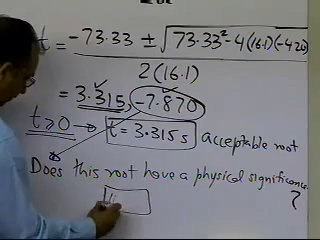 t = -73.33 ± √73.33² - 4(16.1)(-420)
2(16.1)
= 3.315, -7.870
t ≥ 0 → t = 3.315 s acceptable root
Does this root have a physical significance
?